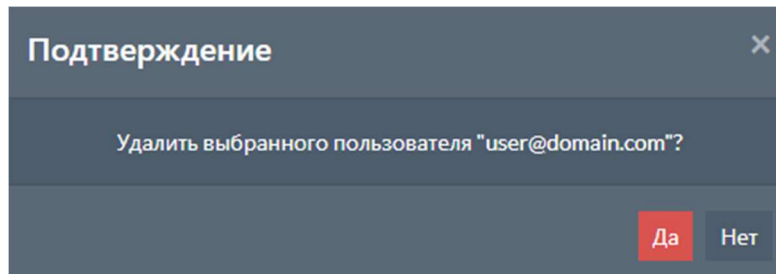 Подтверждение
Удалить выбранного пользователя "user@domain.com"?
Да Нет